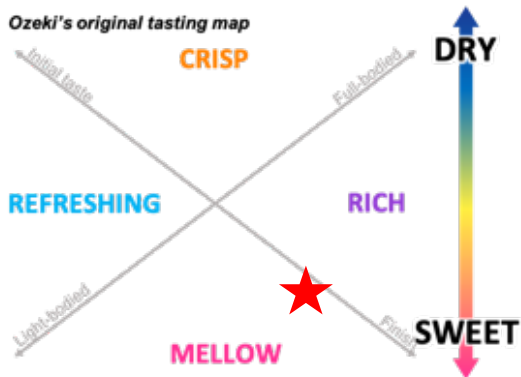 Ozeki's original tasting map
CRISP
DRY
Initial taste
Full-bodied
REFRESHING
RICH
Light-bodied
Finish
SWEET
MELLOW